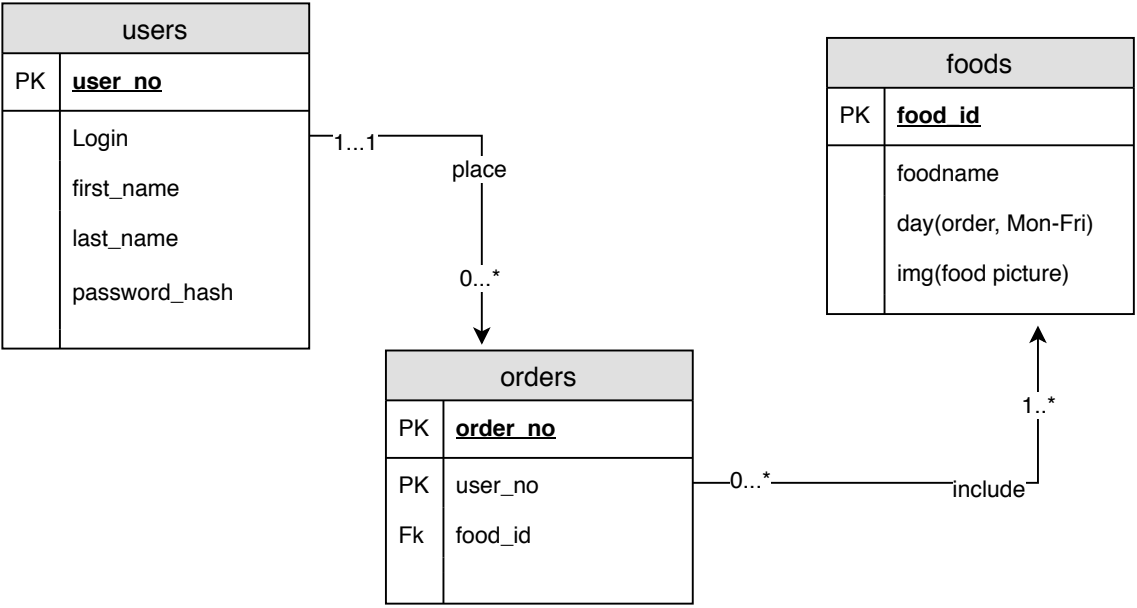 users
PK user_no
Login
first_name
last_name
password_hash
1...1
place
0...*
foods
PK food_id
foodname
day(order, Mon-Fri)
img(food picture)
orders
PK order_no
PK user_no
Fk food_id
0...*
include
1..*